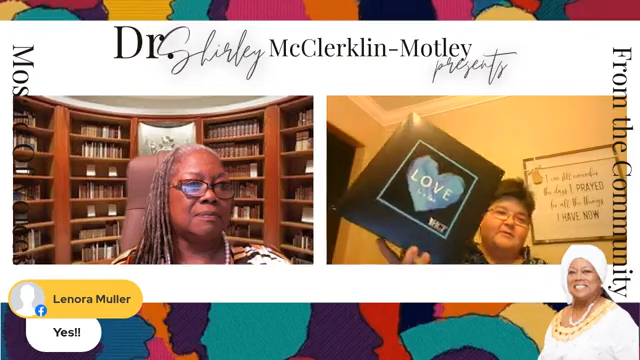 Dr. Shirley McClerklin-Motley
presents
From the Community
LOVE
I can still remember
the days I PRAYED
for all the things
I HAVE NOW
Lenora Muller
Yes!!